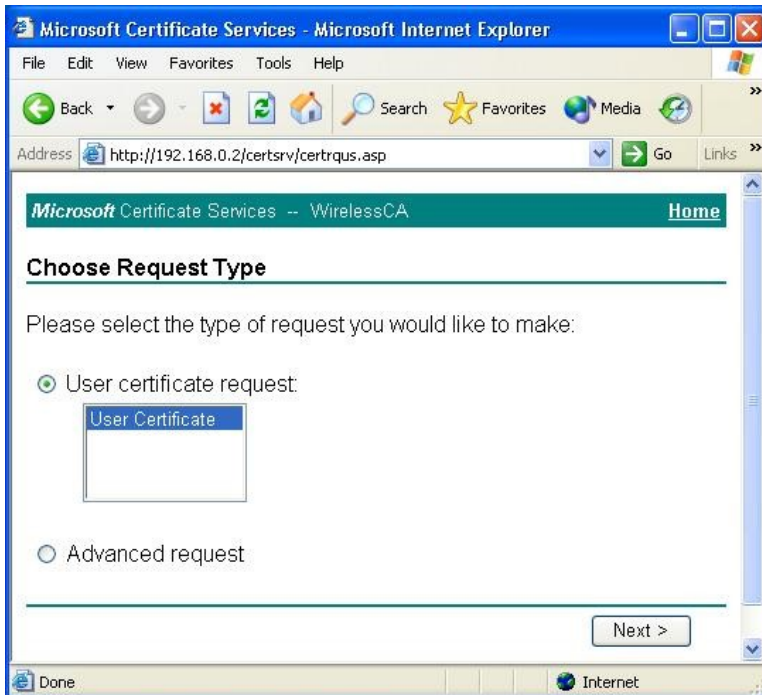 Microsoft Certificate Services - Microsoft Internet Explorer
File Edit View Favorites Tools Help
Back Search Favorites Media »
Address http://192.168.0.2/certsrv/certrqus.asp Go Links »
Microsoft Certificate Services -- WirelessCA Home
Choose Request Type
Please select the type of request you would like to make:
User certificate request:
User Certificate
Advanced request
Next >
Done Internet